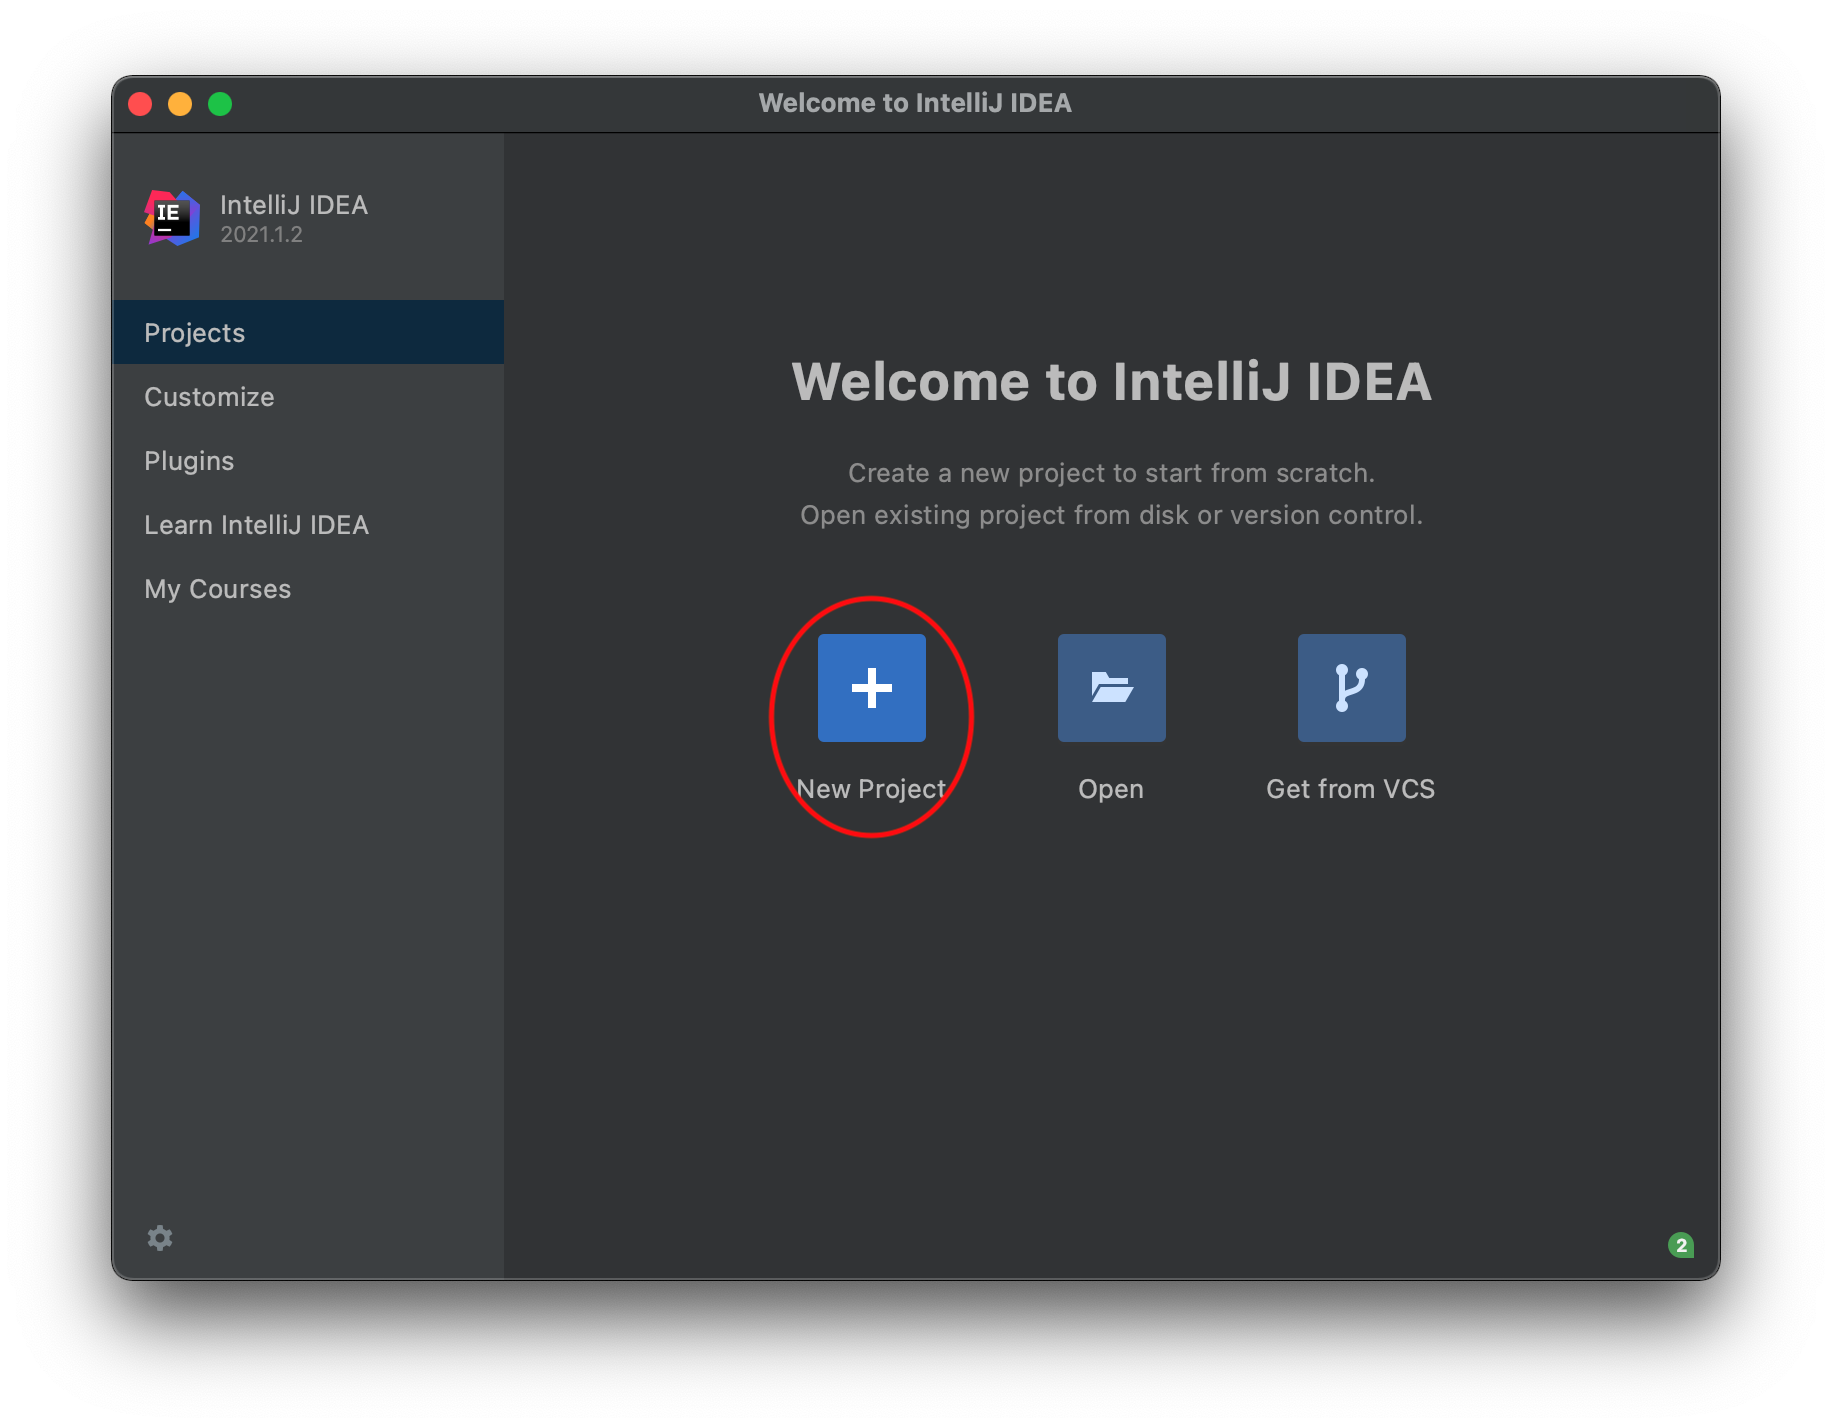 Welcome to IntelliJ IDEA
IE
IntelliJ IDEA
2021.1.2
Projects
Customize
Plugins
Learn IntelliJ IDEA
My Courses
Welcome to IntelliJ IDEA
Create a new project to start from scratch.
Open existing project from disk or version control.
New Project
Open
Get from VCS
2